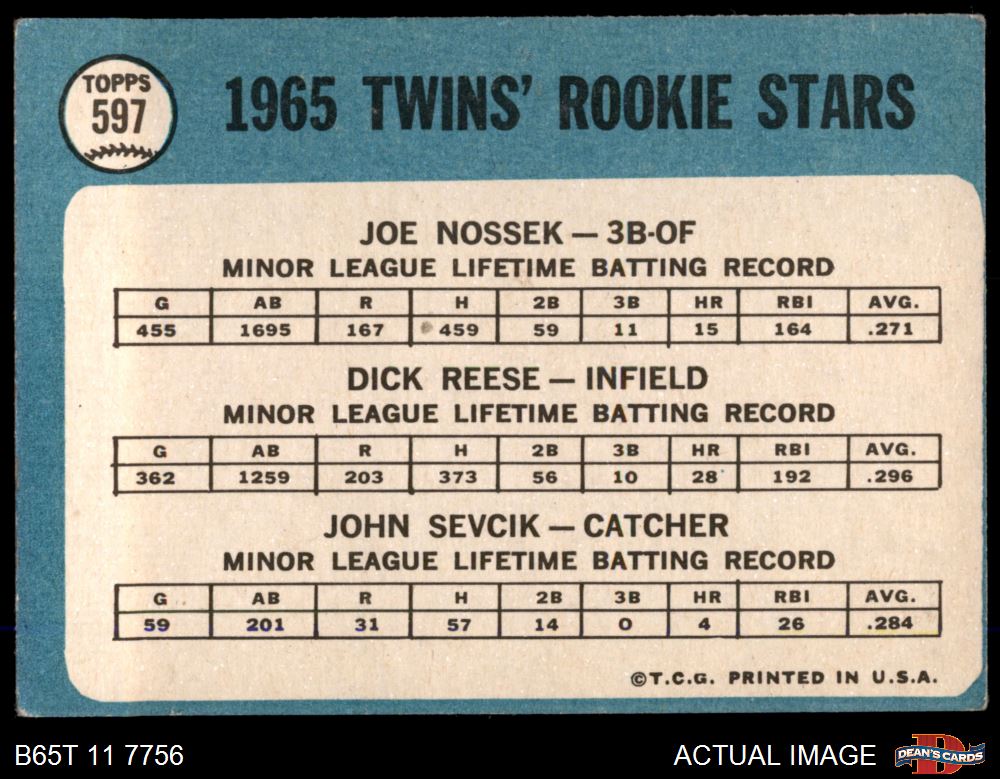 TOPPS
597
1965 TWINS' ROOKIE STARS
JOE NOSSEK — 3B-OF
MINOR LEAGUE LIFETIME BATTING RECORD
G AB R H 2B 3B HR RBI AVG.
455 1695 167 459 59 11 15 164 .271
DICK REESE — INFIELD
MINOR LEAGUE LIFETIME BATTING RECORD
G AB R H 2B 3B HR RBI AVG.
362 1259 203 373 56 10 28 192 .296
JOHN SEVCIK — CATCHER
MINOR LEAGUE LIFETIME BATTING RECORD
G AB R H 2B 3B HR RBI AVG.
59 201 31 57 14 0 4 26 .284
©T.C.G. PRINTED IN U.S.A.
B65T 11 7756 ACTUAL IMAGE DEAN'S CARDS